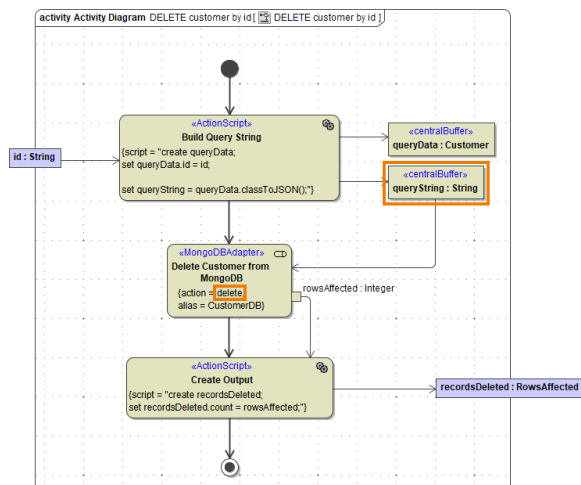 activity Activity Diagram DELETE customer by id [ DELETE customer by id ]
«ActionScript»
Build Query String
{script = "create queryData;
set queryData.id = id;
set queryString = queryData.classToJSON();"}
id : String
«centralBuffer»
queryData : Customer
«centralBuffer»
queryString : String
«MongoDBAdapter»
Delete Customer from
MongoDB
{action = delete
alias = CustomerDB}
rowsAffected : Integer
«ActionScript»
Create Output
{script = "create recordsDeleted;
set recordsDeleted.count = rowsAffected;"}
recordsDeleted : RowsAffected